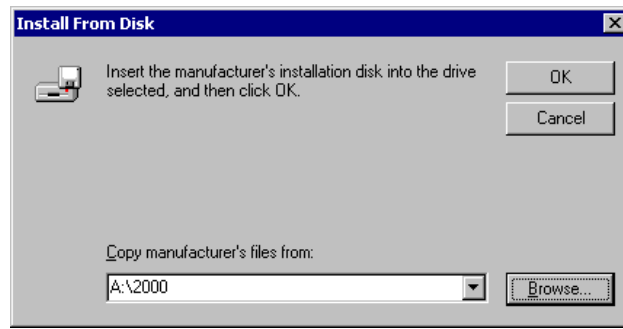 Install From Disk
Insert the manufacturer's installation disk into the drive
selected, and then click OK.
OK
Cancel
Copy manufacturer's files from:
A:\2000
Browse...